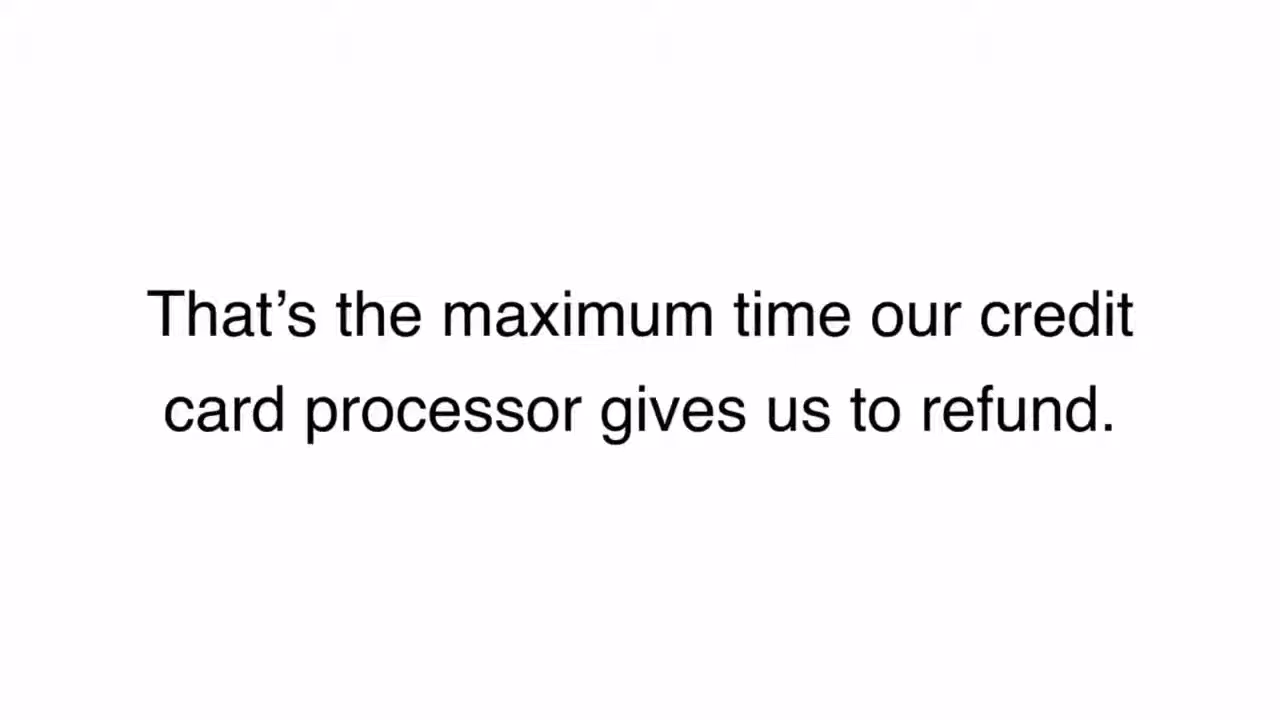 That’s the maximum time our credit
card processor gives us to refund.